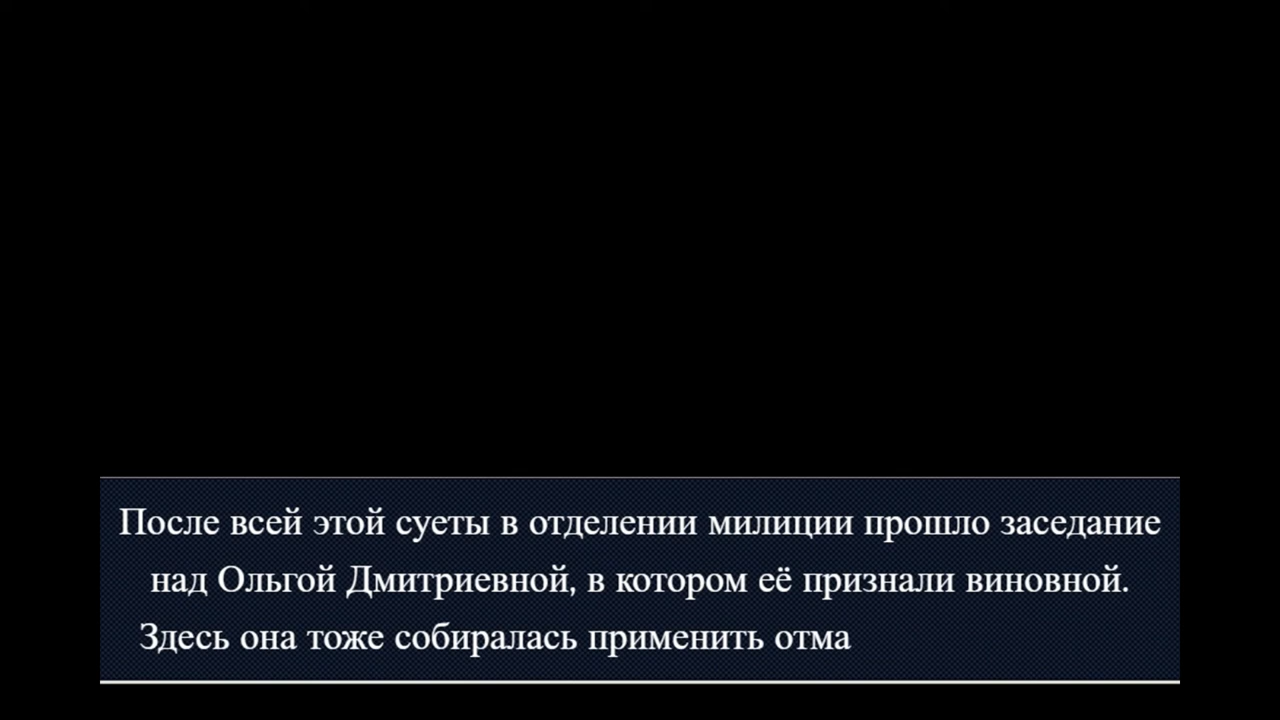 После всей этой суеты в отделении милиции прошло заседание
над Ольгой Дмитриевной, в котором её признали виновной.
Здесь она тоже собиралась применить отма